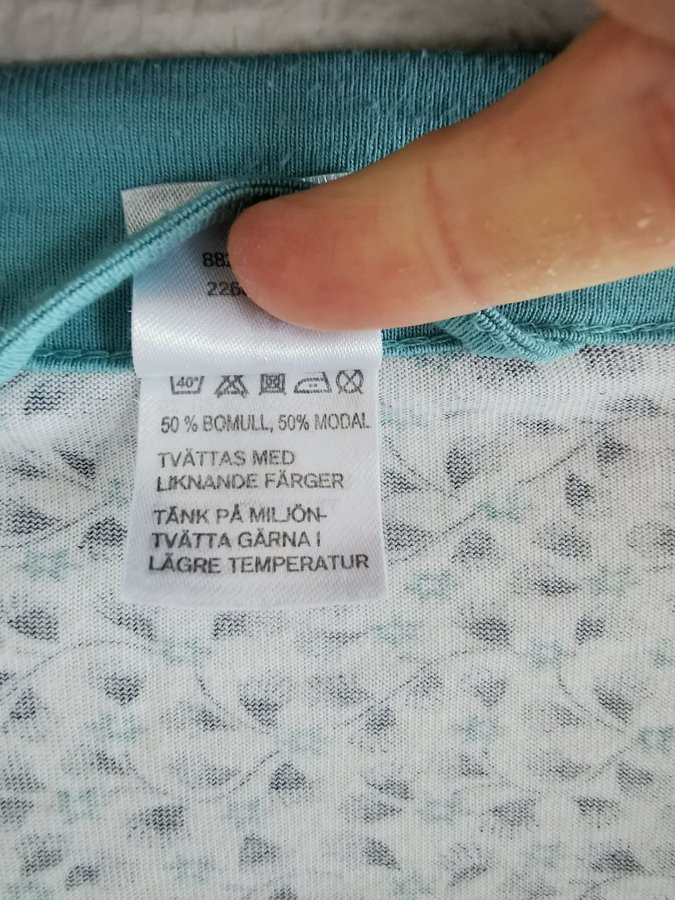 40°
50 % BOMULL, 50% MODAL
TVÄTTAS MED
LIKNANDE FÄRGER
TÄNK PÅ MILJÖN-
TVÄTTA GÄRNA I
LÄGRE TEMPERATUR